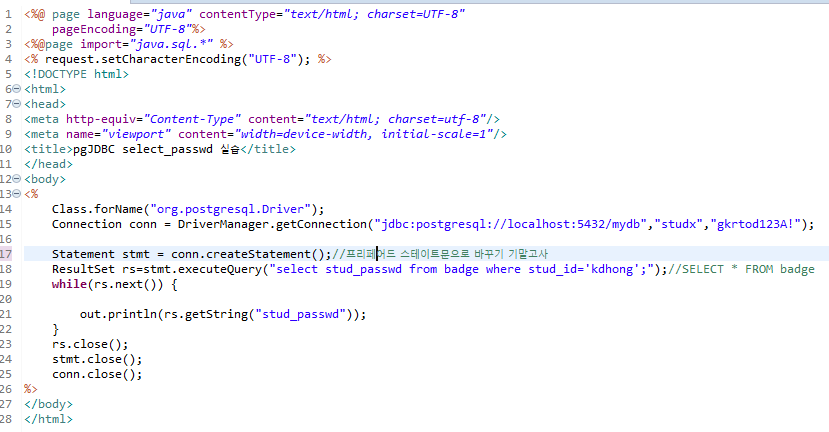 1 <%@ page language="java" contentType="text/html; charset=UTF-8"
2     pageEncoding="UTF-8"%>
3 <%@page import="java.sql.*" %>
4 <% request.setCharacterEncoding("UTF-8"); %>
5 <!DOCTYPE html>
6 <html>
7 <head>
8 <meta http-equiv="Content-Type" content="text/html; charset=utf-8"/>
9 <meta name="viewport" content="width=device-width, initial-scale=1"/>
10 <title>pgJDBC select_passwd 실습</title>
11 </head>
12 <body>
13 <%
14     Class.forName("org.postgresql.Driver");
15     Connection conn = DriverManager.getConnection("jdbc:postgresql://localhost:5432/mydb","studx","gkrtod123A!");
16
17     Statement stmt = conn.createStatement();//프리페어드 스테이트문으로 바꾸기 기말고사
18     ResultSet rs=stmt.executeQuery("select stud_passwd from badge where stud_id='kdhong';");//SELECT * FROM badge
19     while(rs.next()) {
20
21         out.println(rs.getString("stud_passwd"));
22     }
23     rs.close();
24     stmt.close();
25     conn.close();
26 %>
27 </body>
28 </html>